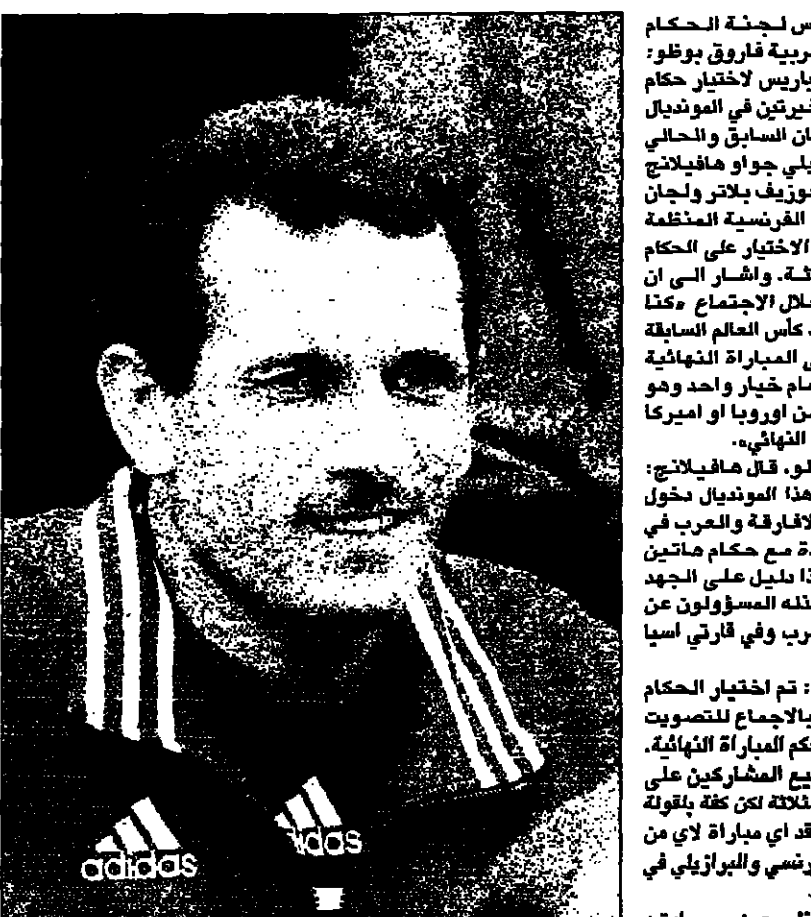 س لجنة الحكام
ربية فاروق بوظو:
باريس لاختيار حكام
خيرتين في المونديال
ان السابق والحالي
يلي جواو هافيلانج
وزيف بلاتر ولجان
الفرنسية المنظمة
الاختيار على الحكام
ثة. واشار الى ان
لال الاجتماع «كنا
كأس العالم السابقة
ى المباراة النهائية
ام خيار واحد وهو
ن اوروبا او اميركا
النهائي».
لو، قال هافيلانج:
هذا المونديال دخول
لافارقة والعرب في
ة مع حكام هاتين
ذا دليل على الجهد
ذله المسؤولون عن
رب وفي قارتي اسيا
: تم اختيار الحكام
بالاجماع للتصويت
كم المباراة النهائية.
يع المشاركين على
ثلاثة لكن كفة بلقولة
قد اي مباراة لاي من
رنسي والبرازيلي في
adidas
adidas